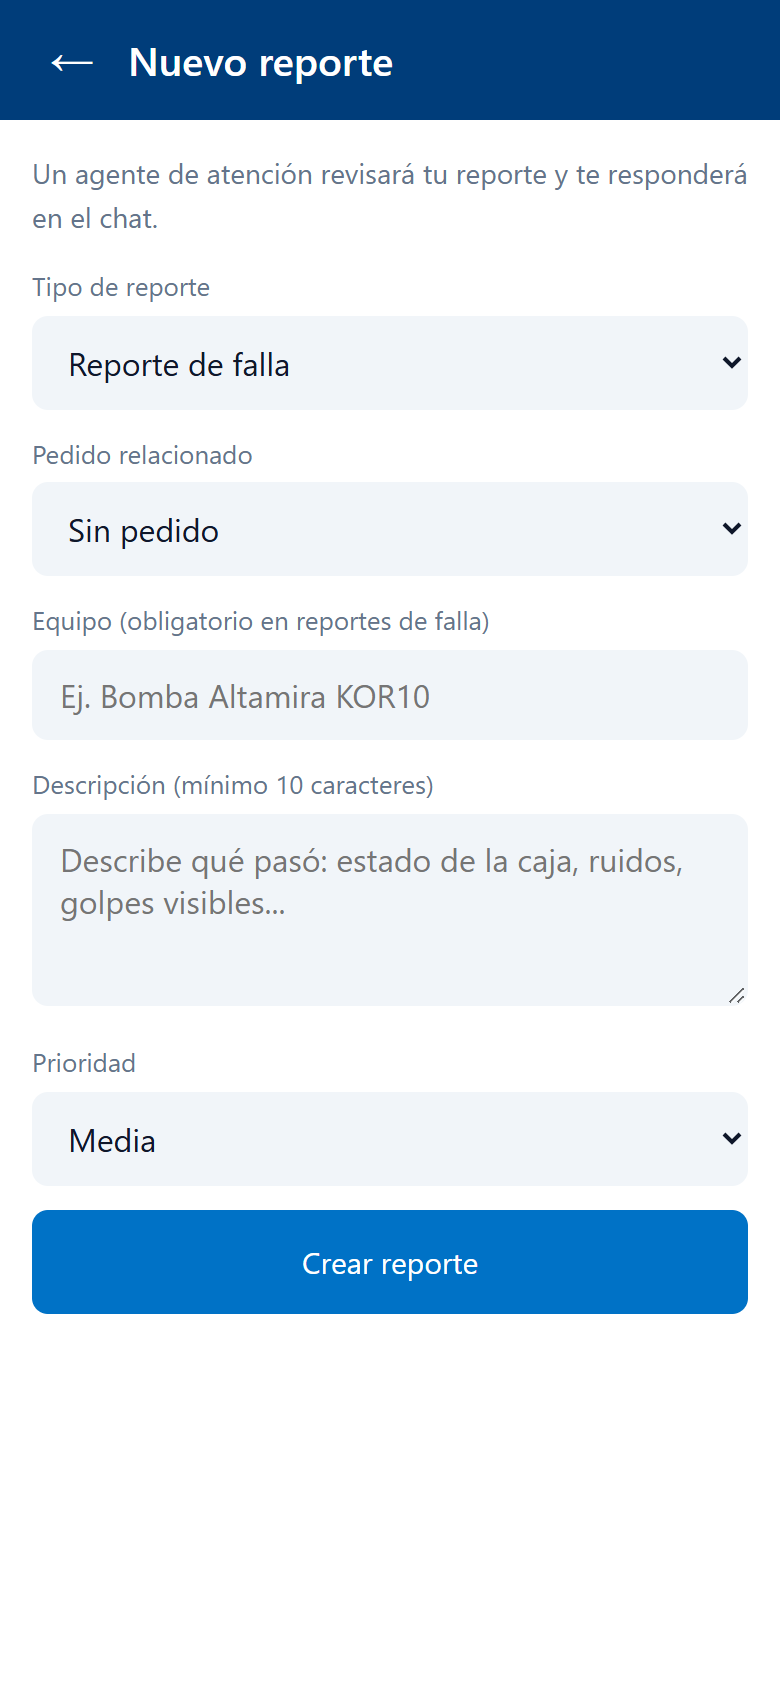 ← Nuevo reporte
Un agente de atención revisará tu reporte y te responderá
en el chat.
Tipo de reporte
Reporte de falla
Pedido relacionado
Sin pedido
Equipo (obligatorio en reportes de falla)
Ej. Bomba Altamira KOR10
Descripción (mínimo 10 caracteres)
Describe qué pasó: estado de la caja, ruidos,
golpes visibles...
Prioridad
Media
Crear reporte